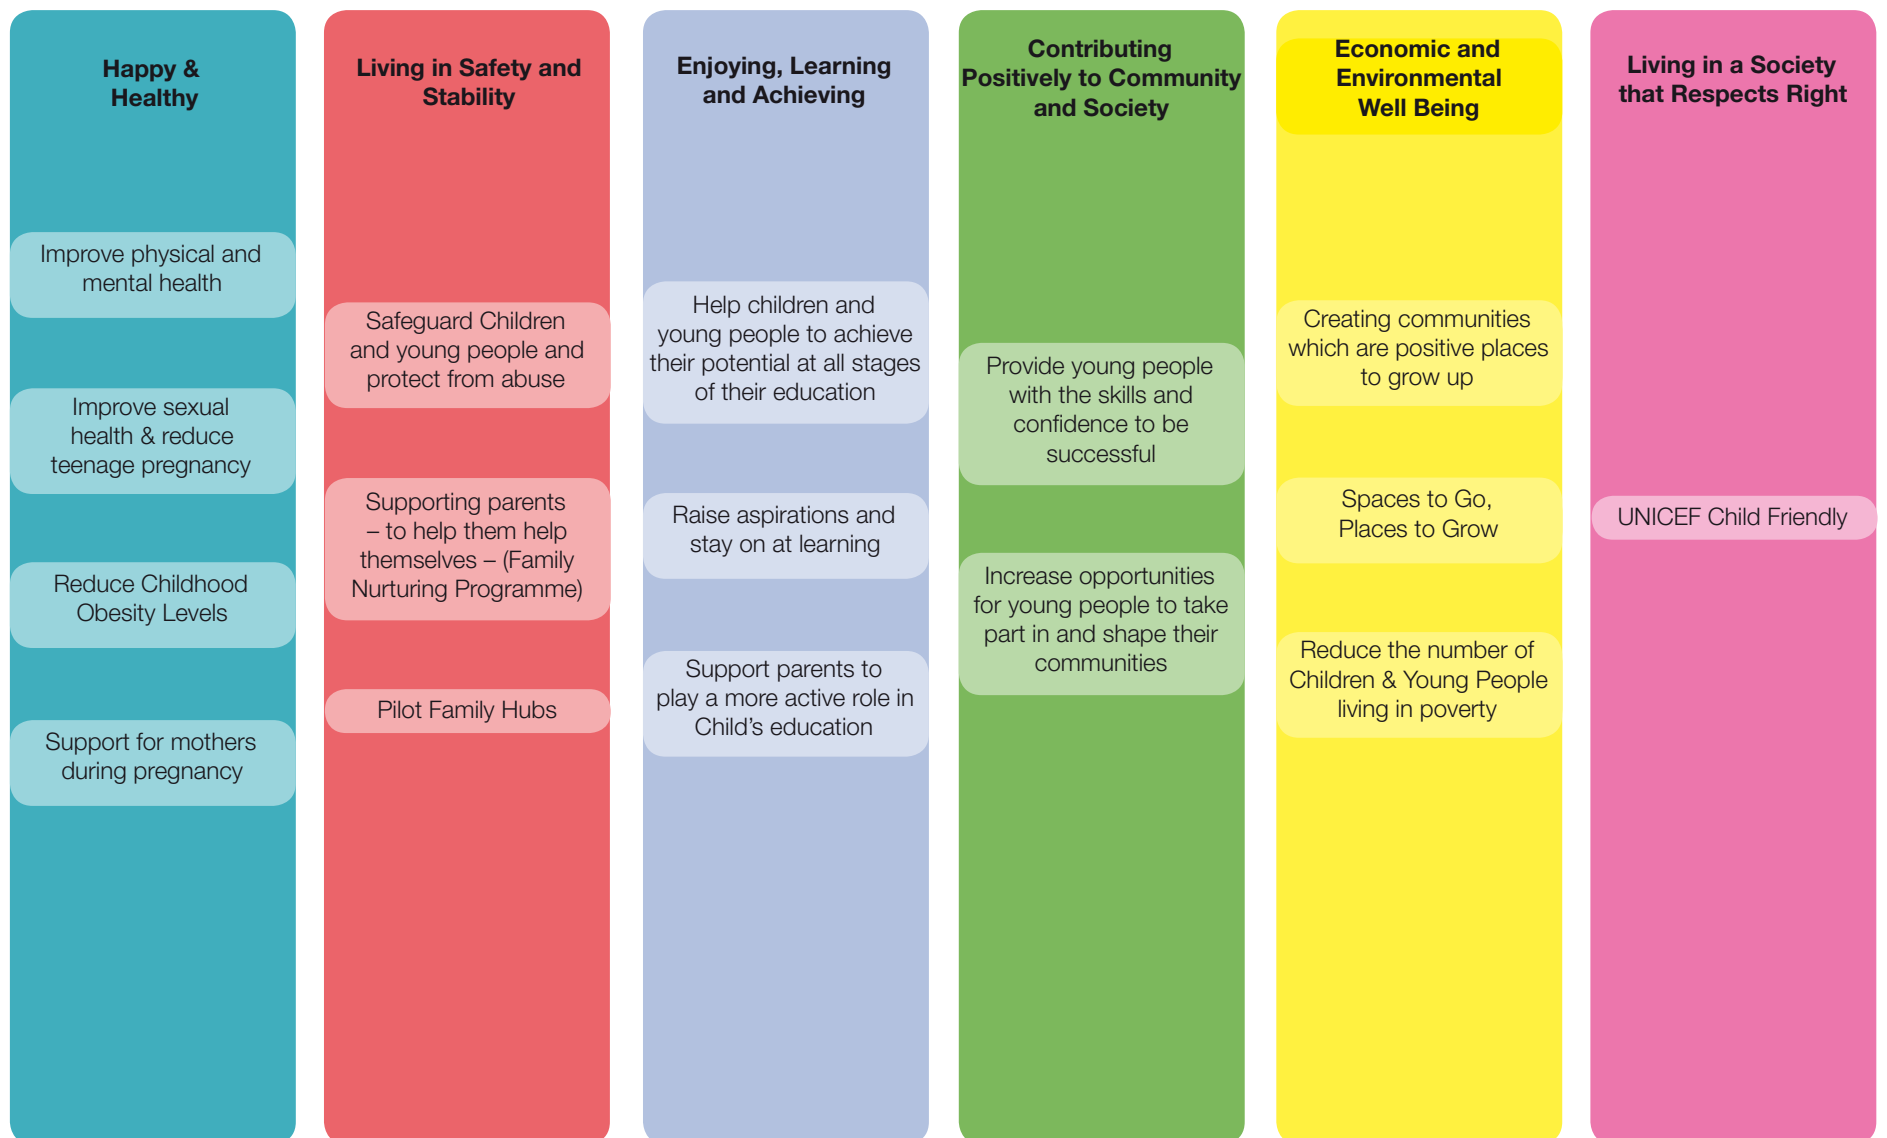 Happy &
Healthy
Improve physical and
mental health
Improve sexual
health & reduce
teenage pregnancy
Reduce Childhood
Obesity Levels
Support for mothers
during pregnancy
Living in Safety and
Stability
Safeguard Children
and young people and
protect from abuse
Supporting parents
– to help them help
themselves – (Family
Nurturing Programme)
Pilot Family Hubs
Enjoying, Learning
and Achieving
Help children and
young people to achieve
their potential at all stages
of their education
Raise aspirations and
stay on at learning
Support parents to
play a more active role in
Child’s education
Contributing
Positively to Community
and Society
Provide young people
with the skills and
confidence to be
successful
Increase opportunities
for young people to take
part in and shape their
communities
Economic and
Environmental
Well Being
Creating communities
which are positive places
to grow up
Spaces to Go,
Places to Grow
Reduce the number of
Children & Young People
living in poverty
Living in a Society
that Respects Right
UNICEF Child Friendly